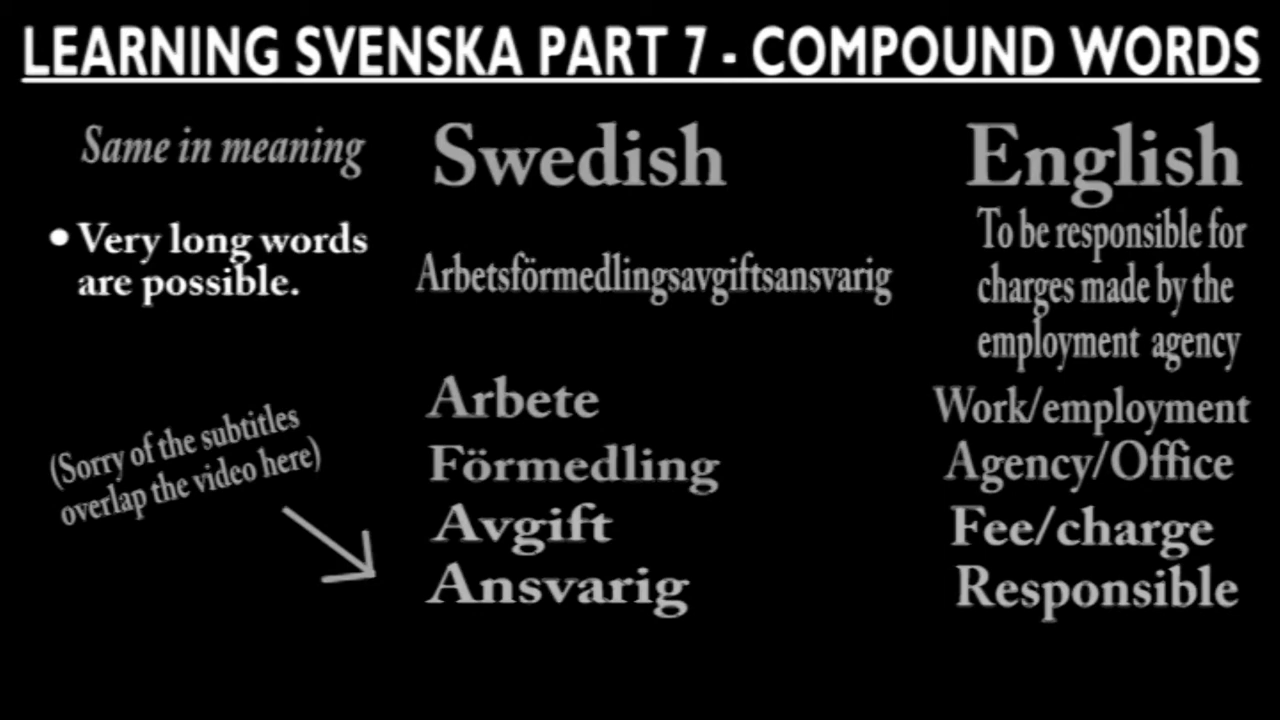 LEARNING SVENSKA PART 7 - COMPOUND WORDS
Same in meaning
Swedish
English
• Very long words
are possible.
Arbetsförmedlingsavgiftsansvarig
To be responsible for
charges made by the
employment agency
Arbete
Work/employment
Förmedling
Agency/Office
Avgift
Fee/charge
Ansvarig
Responsible
(Sorry of the subtitles
overlap the video here)